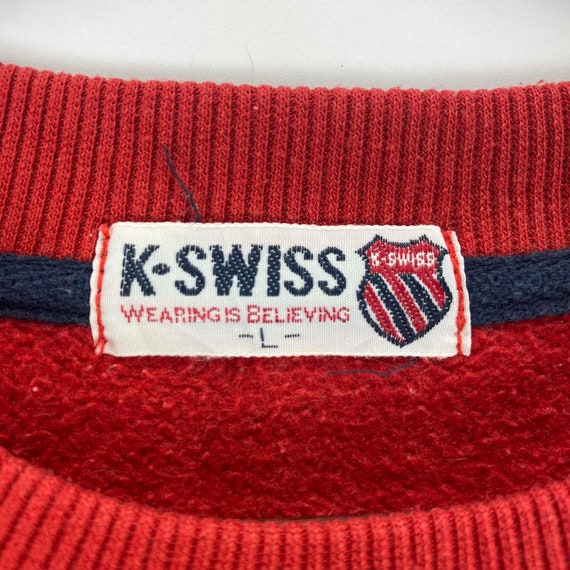 K·SWISS
WEARING IS BELIEVING
-L-
K·SWISS